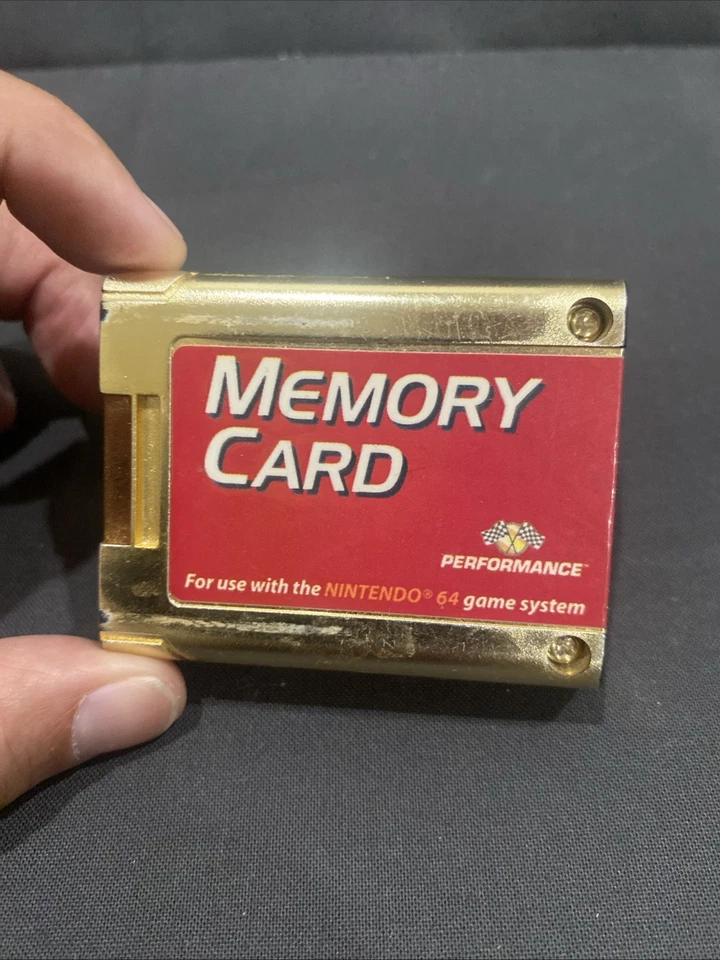 MEMORY
CARD
PERFORMANCE™
For use with the NINTENDO® 64 game system